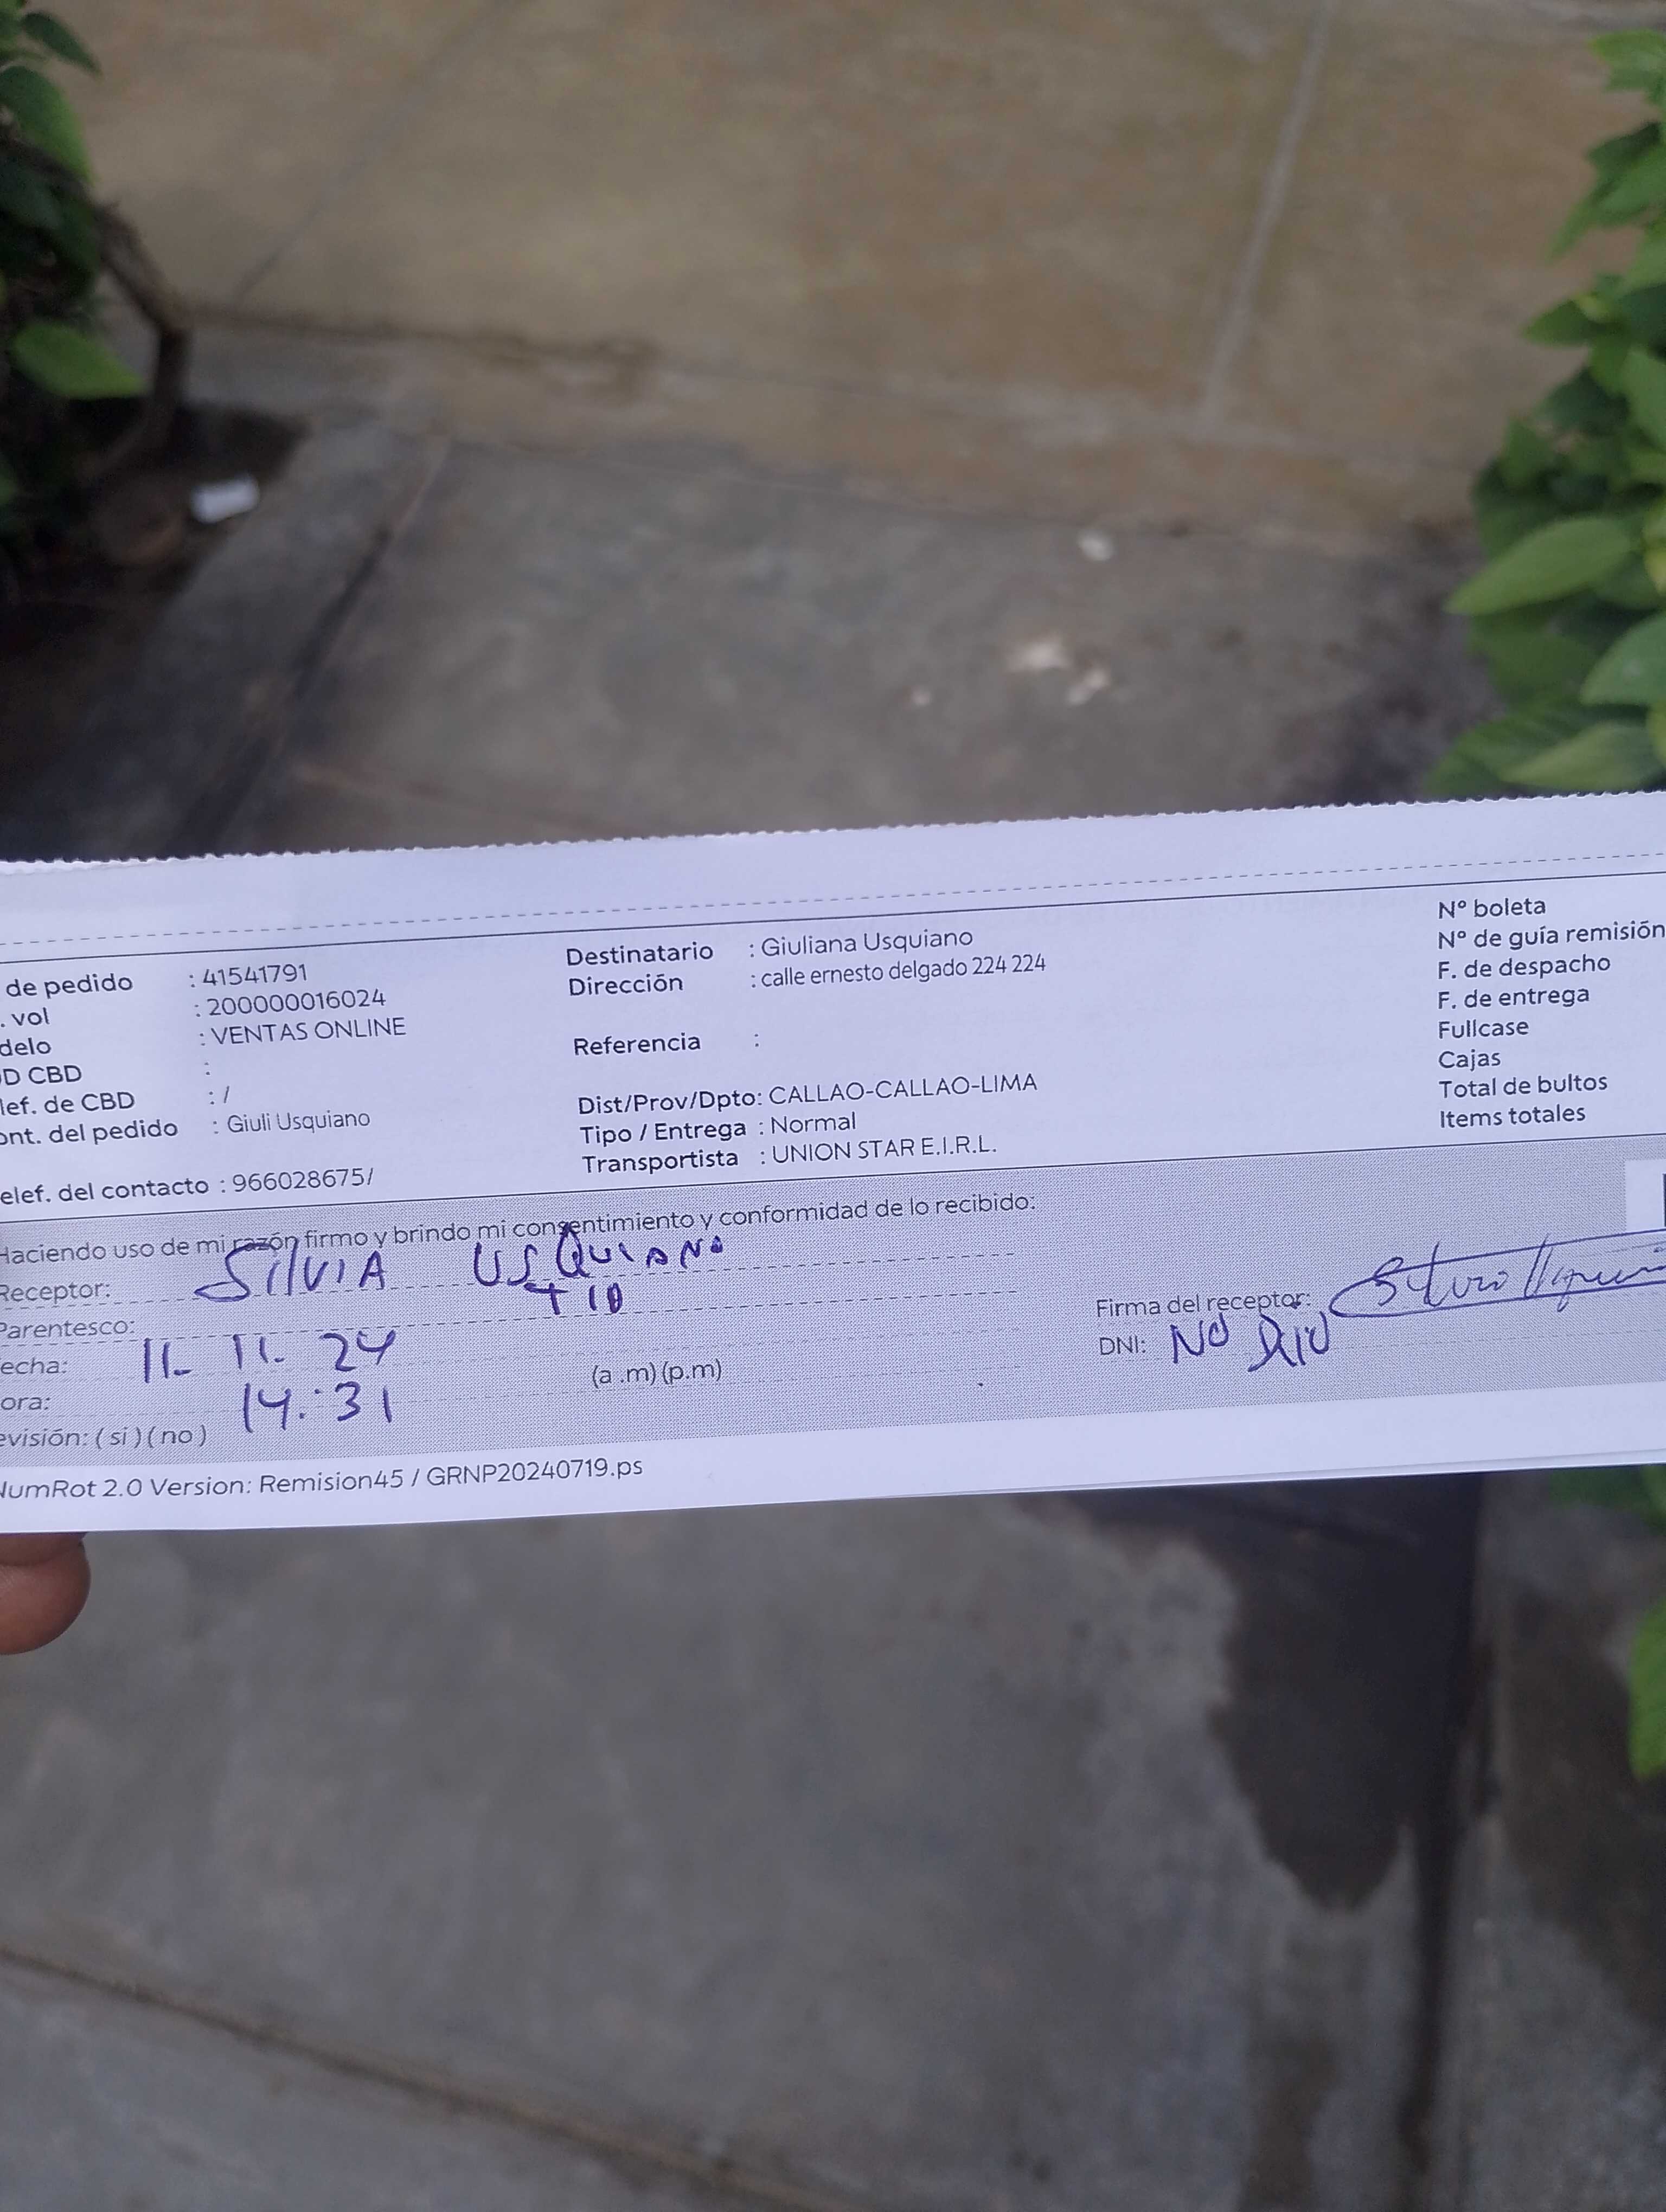 de pedido : 41541791
. vol : 200000016024
delo : VENTAS ONLINE
D CBD :
lef. de CBD : /
ont. del pedido : Giuli Usquiano
elef. del contacto : 966028675/
Destinatario : Giuliana Usquiano
Dirección : calle ernesto delgado 224 224
Referencia :
Dist/Prov/Dpto: CALLAO-CALLAO-LIMA
Tipo / Entrega : Normal
Transportista : UNION STAR E.I.R.L.
Nº boleta
Nº de guía remisión
F. de despacho
F. de entrega
Fullcase
Cajas
Total de bultos
Items totales
Haciendo uso de mi razón firmo y brindo mi consentimiento y conformidad de lo recibido:
Receptor: SILVIA USQUIANO
Parentesco: TIO
echa: 11. 11. 24
ora: 14:31 (a .m) (p.m)
evisión: ( si ) ( no )
Firma del receptor:
DNI: NO DIO
NumRot 2.0 Version: Remision45 / GRNP20240719.ps